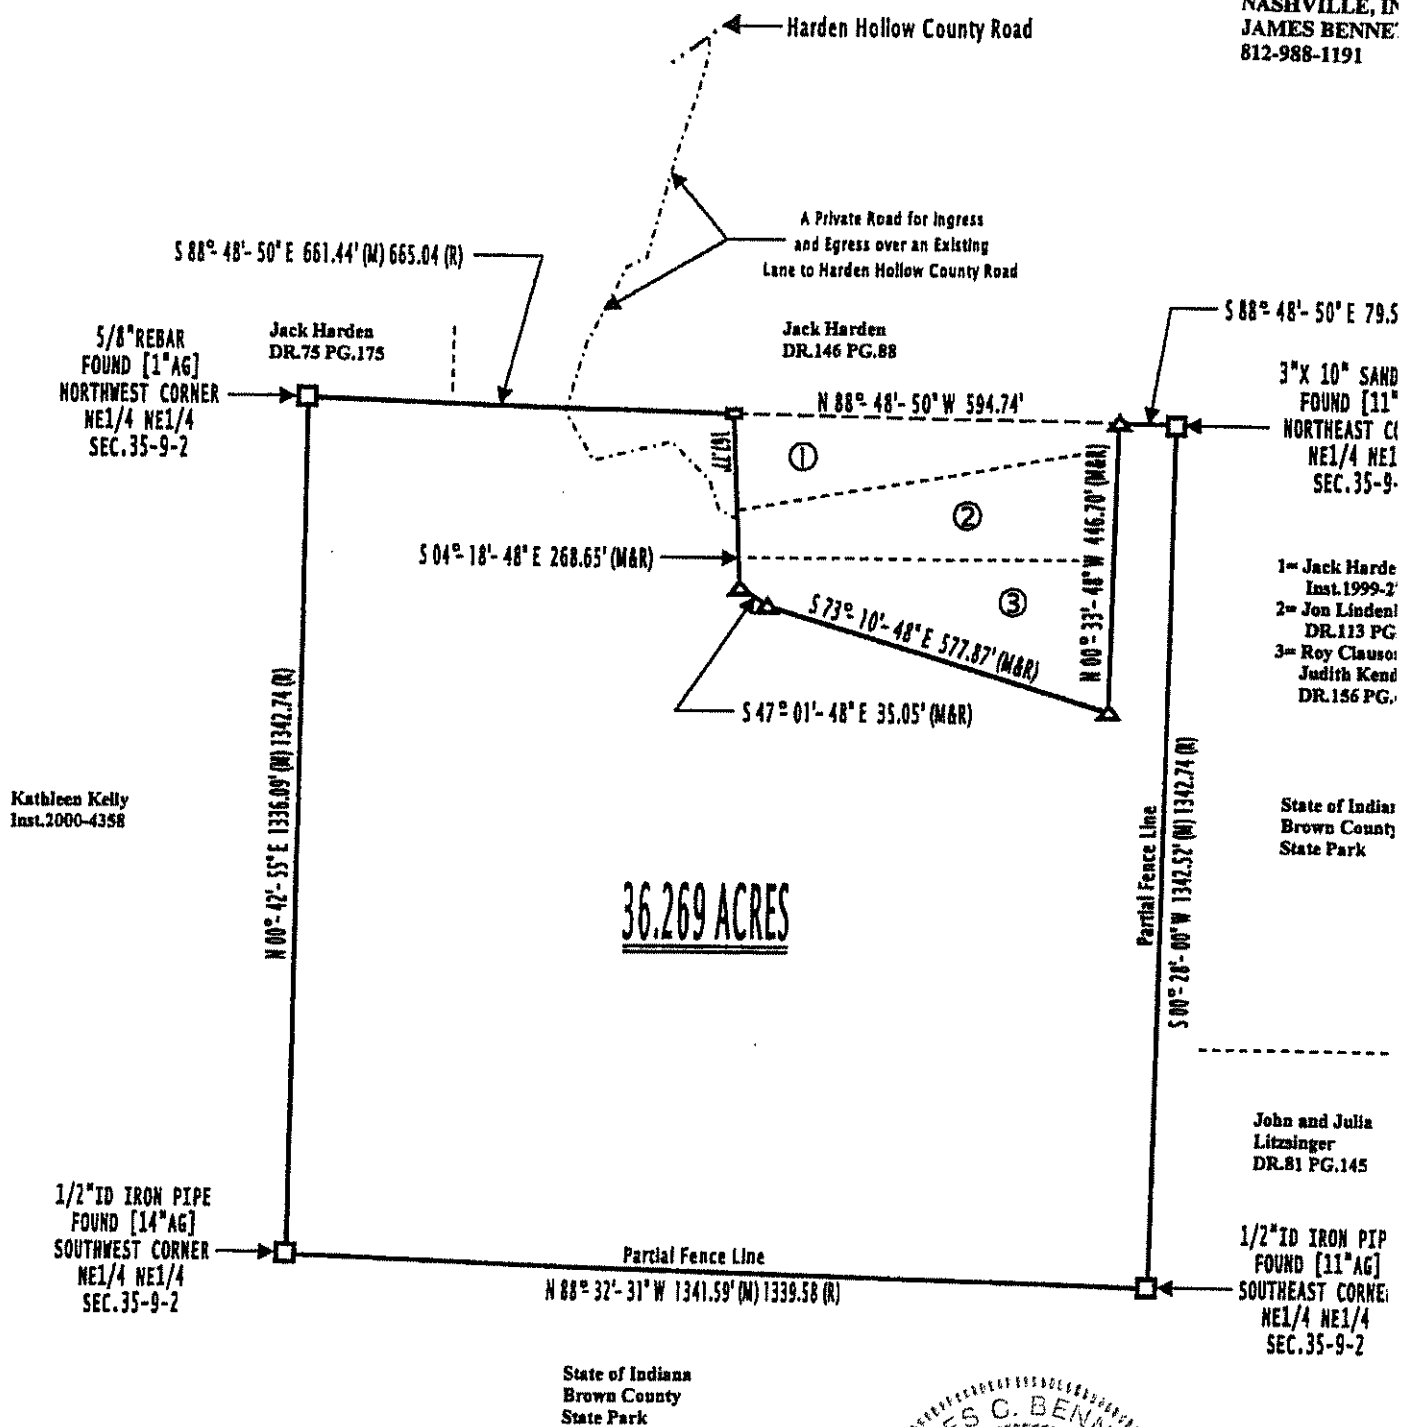 NASHVILLE, IN
JAMES BENNE
812-988-1191
Harden Hollow County Road
A Private Road for Ingress
and Egress over an Existing
Lane to Harden Hollow County Road
S 88°- 48'- 50" E 661.44' (M) 665.04 (R)
S 88°- 48'- 50" E 79.5
5/8"REBAR
FOUND [1"AG]
NORTHWEST CORNER
NE1/4 NE1/4
SEC.35-9-2
Jack Harden
DR.75 PG.175
Jack Harden
DR.146 PG.88
3"X 10" SAND
FOUND [11"
NORTHEAST CO
NE1/4 NE1
SEC.35-9-
N 88°- 48'- 50" W 594.74'
167.77'
1
2
3
N 00°- 33'- 48" W 446.70' (M&R)
S 04°- 18'- 48" E 268.65' (M&R)
S 73°- 10'- 48" E 577.87' (M&R)
S 47° 01'- 48" E 35.05' (M&R)
1= Jack Harde
Inst.1999-2
2= Jon Linden
DR.113 PG
3= Roy Clauso
Judith Kend
DR.156 PG.
N 00°- 42'- 55" E 1336.09' (M) 1342.74 (R)
Kathleen Kelly
Inst.2000-4358
Partial Fence Line
S 00°- 28'- 00" W 1342.52' (M) 1342.74 (R)
State of India
Brown County
State Park
36.269 ACRES
John and Julia
Litzsinger
DR.81 PG.145
1/2"ID IRON PIPE
FOUND [14"AG]
SOUTHWEST CORNER
NE1/4 NE1/4
SEC.35-9-2
Partial Fence Line
N 88°- 32'- 31" W 1341.59' (M) 1339.58 (R)
1/2"ID IRON PIP
FOUND [11"AG]
SOUTHEAST CORNE
NE1/4 NE1/4
SEC.35-9-2
State of Indiana
Brown County
State Park
ES C. BENN